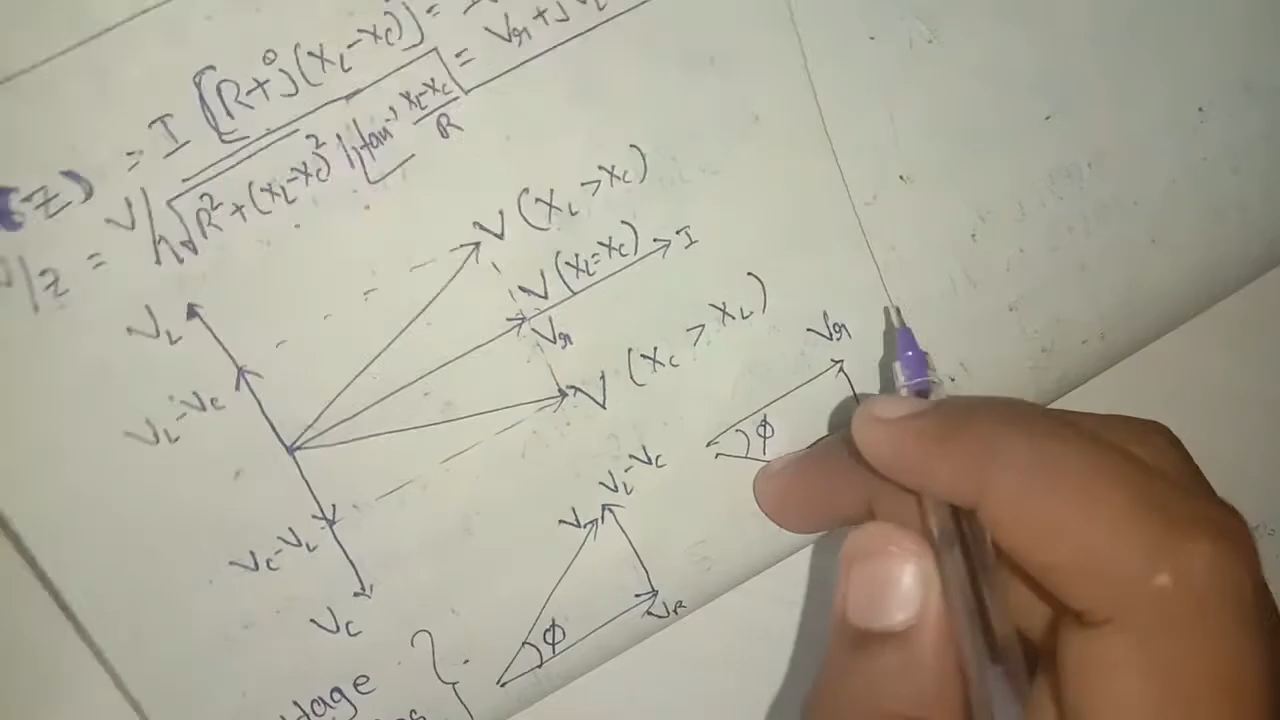 = I [R+j(XL-XC)] =
VR+jV
(Z)
V/√R²+(XL-XC)² |tan⁻¹ XL-XC/R
/Z =
V (XL>XC)
V (XL=XC)
I
VL
VR
V (XC > XL)
VR
VL-VC
ϕ
VL-VC
V
VC-VL
VC
ϕ
VR